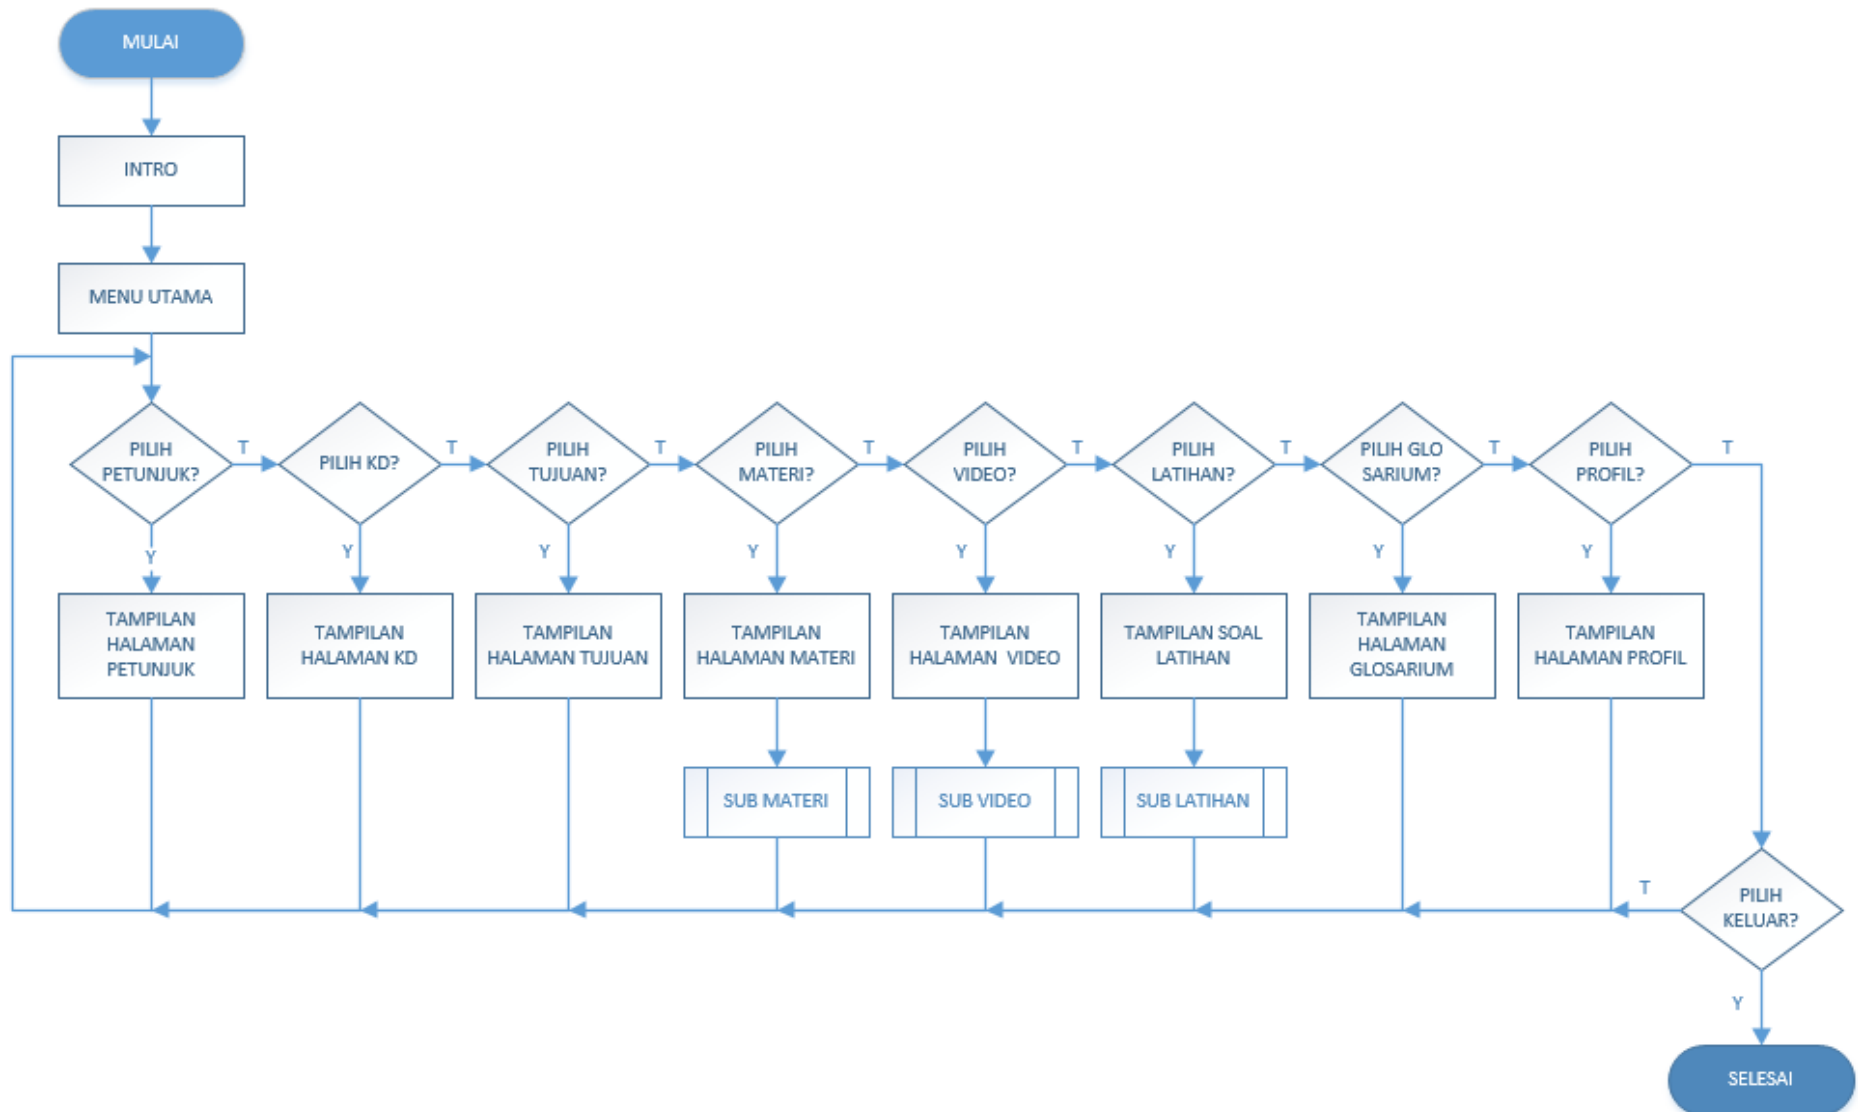 MULAI
INTRO
MENU UTAMA
PILIH
PETUNJUK?
T
PILIH KD?
T
PILIH
TUJUAN?
T
PILIH
MATERI?
T
PILIH
VIDEO?
T
PILIH
LATIHAN?
T
PILIH GLO
SARIUM?
T
PILIH
PROFIL?
T
Y
Y
Y
Y
Y
Y
Y
Y
TAMPILAN
HALAMAN
PETUNJUK
TAMPILAN
HALAMAN KD
TAMPILAN
HALAMAN TUJUAN
TAMPILAN
HALAMAN MATERI
TAMPILAN
HALAMAN VIDEO
TAMPILAN SOAL
LATIHAN
TAMPILAN
HALAMAN
GLOSARIUM
TAMPILAN
HALAMAN PROFIL
SUB MATERI
SUB VIDEO
SUB LATIHAN
T
PILIH
KELUAR?
Y
SELESAI